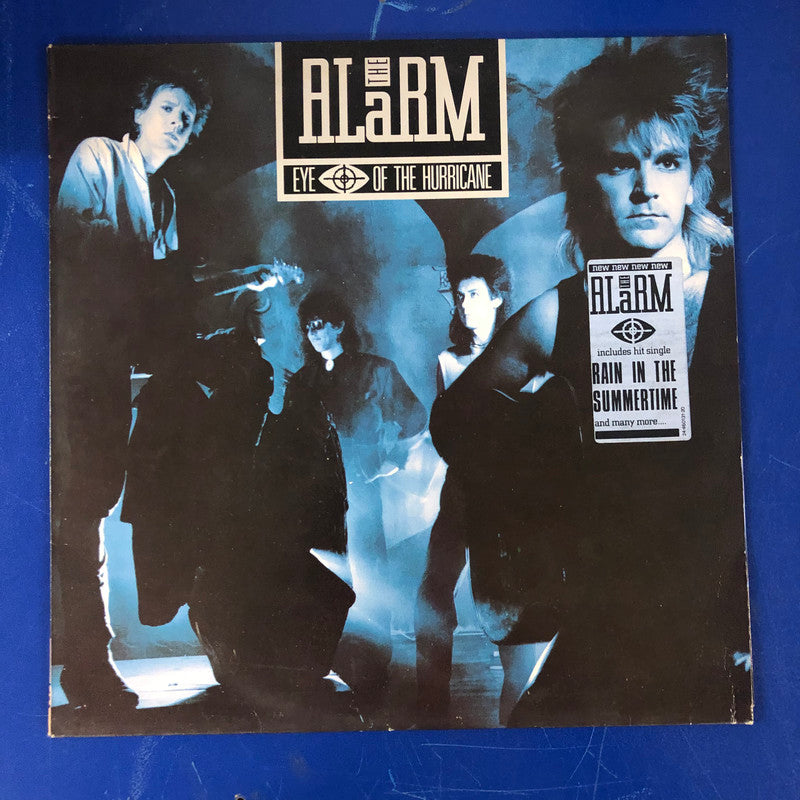 THE
ALaRM
EYE OF THE HURRICANE
new new new new
THE
ALaRM
includes hit single
RAIN IN THE
SUMMERTIME
and many more....